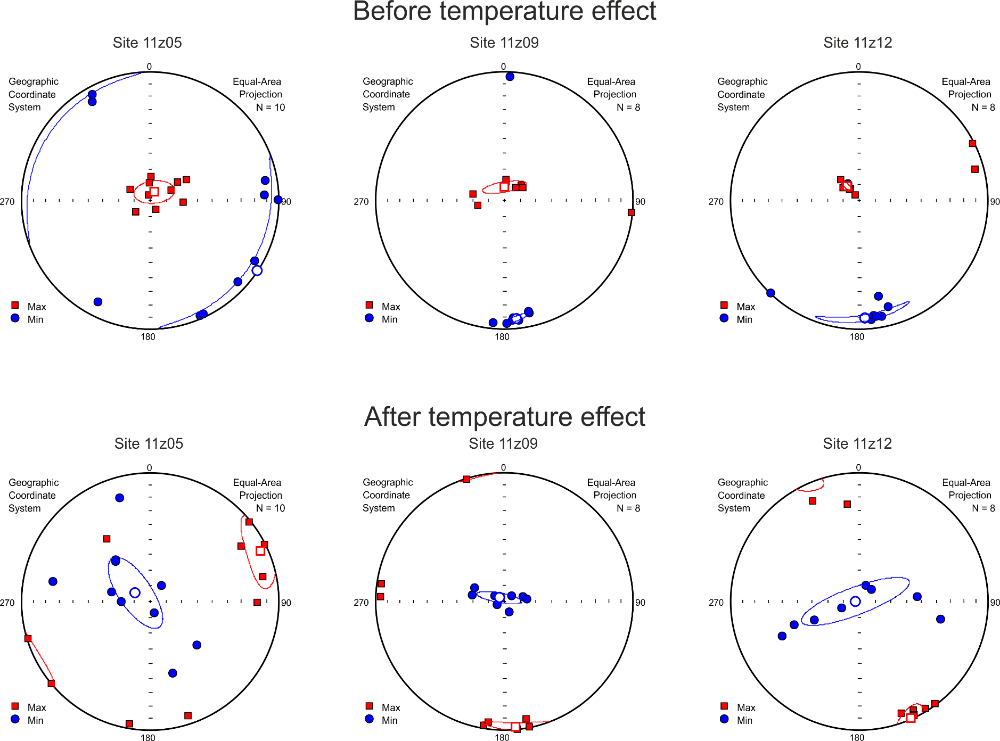 Before temperature effect
Site 11z05
0
Geographic
Coordinate
System
Equal-Area
Projection
N = 10
270
90
Max
Min
180
Site 11z09
0
Geographic
Coordinate
System
Equal-Area
Projection
N = 8
270
90
Max
Min
180
Site 11z12
0
Geographic
Coordinate
System
Equal-Area
Projection
N = 8
270
90
Max
Min
180
After temperature effect
Site 11z05
0
Geographic
Coordinate
System
Equal-Area
Projection
N = 10
270
90
Max
Min
180
Site 11z09
0
Geographic
Coordinate
System
Equal-Area
Projection
N = 8
270
90
Max
Min
180
Site 11z12
0
Geographic
Coordinate
System
Equal-Area
Projection
N = 8
270
90
Max
Min
180